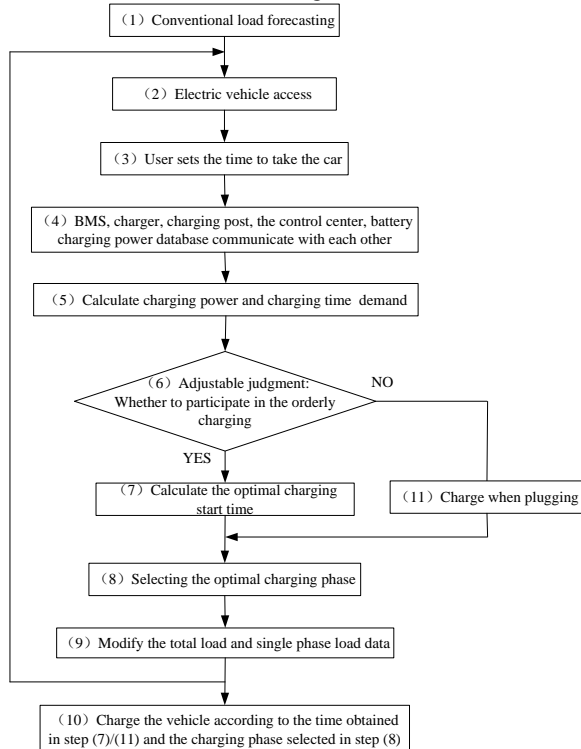 （1）Conventional load forecasting
（2）Electric vehicle access
（3）User sets the time to take the car
（4）BMS, charger, charging post, the control center, battery
charging power database communicate with each other
（5）Calculate charging power and charging time demand
（6）Adjustable judgment:
Whether to participate in the orderly
charging
NO
YES
（7）Calculate the optimal charging
start time
（11）Charge when plugging
（8）Selecting the optimal charging phase
（9）Modify the total load and single phase load data
（10）Charge the vehicle according to the time obtained
in step (7)/(11) and the charging phase selected in step (8)